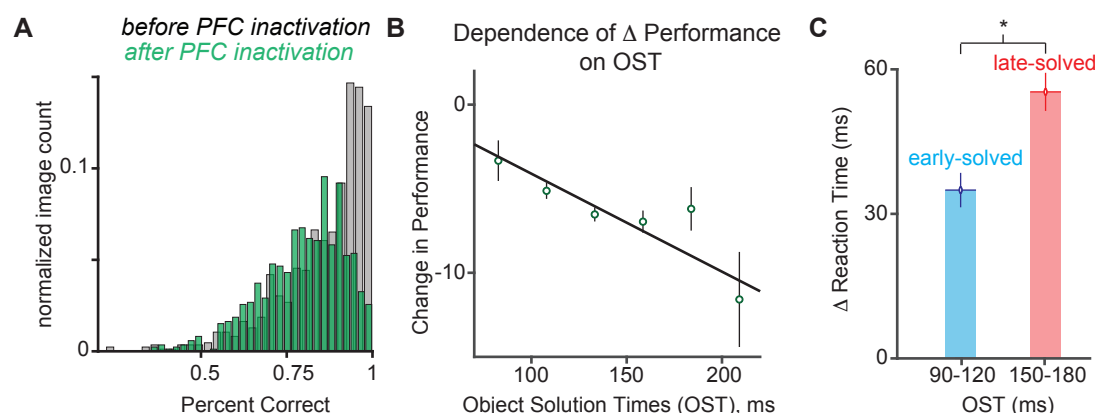 A
before PFC inactivation
after PFC inactivation
normalized image count
0.1
0
0.5
0.75
1
Percent Correct
B
Dependence of Δ Performance
on OST
Change in Performance
0
-10
100
150
200
Object Solution Times (OST), ms
C
*
late-solved
early-solved
Δ Reaction Time (ms)
60
30
0
90-120
150-180
OST (ms)